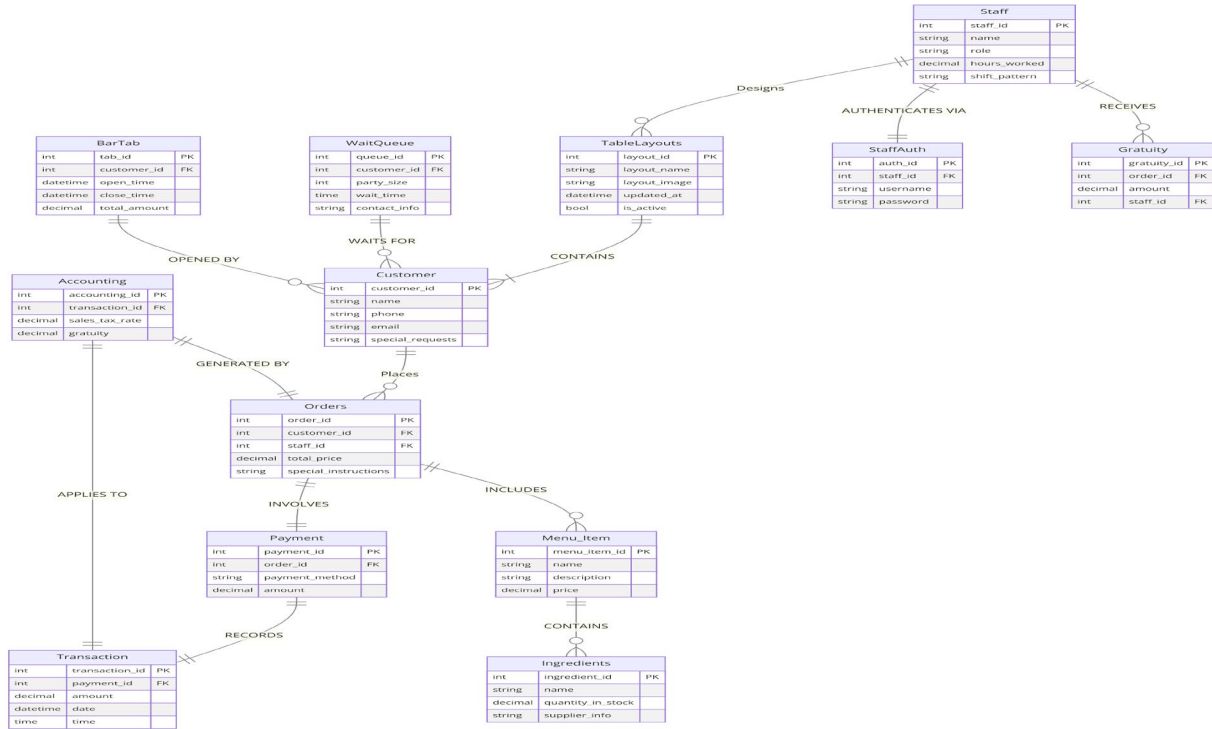 Staff
int staff_id PK
string name
string role
decimal hours_worked
string shift_pattern
Designs
AUTHENTICATES VIA
RECEIVES
BarTab
int tab_id PK
int customer_id FK
datetime open_time
datetime close_time
decimal total_amount
WaitQueue
int queue_id PK
int customer_id FK
int party_size
time wait_time
string contact_info
TableLayouts
int layout_id PK
string layout_name
string layout_image
datetime updated_at
bool is_active
StaffAuth
int auth_id PK
int staff_id FK
string username
string password
Gratuity
int gratuity_id PK
int order_id FK
decimal amount
int staff_id FK
OPENED BY
WAITS FOR
CONTAINS
Accounting
int accounting_id PK
int transaction_id FK
decimal sales_tax_rate
decimal gratuity
Customer
int customer_id PK
string name
string phone
string email
string special_requests
GENERATED BY
Places
Orders
int order_id PK
int customer_id FK
int staff_id FK
decimal total_price
string special_instructions
APPLIES TO
INVOLVES
INCLUDES
Payment
int payment_id PK
int order_id FK
string payment_method
decimal amount
Menu_Item
int menu_item_id PK
string name
string description
decimal price
RECORDS
CONTAINS
Transaction
int transaction_id PK
int payment_id FK
decimal amount
datetime date
time time
Ingredients
int ingredient_id PK
string name
decimal quantity_in_stock
string supplier_info